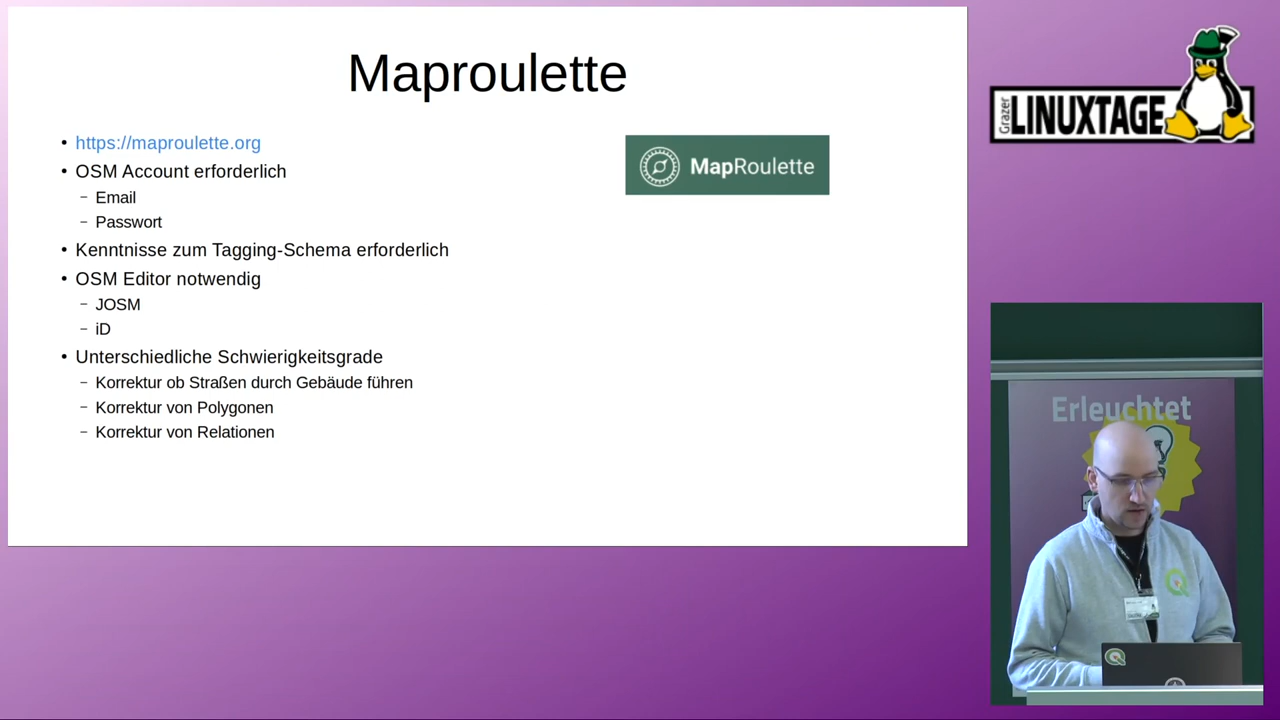 Maproulette
• https://maproulette.org
• OSM Account erforderlich
– Email
– Passwort
• Kenntnisse zum Tagging-Schema erforderlich
• OSM Editor notwendig
– JOSM
– iD
• Unterschiedliche Schwierigkeitsgrade
– Korrektur ob Straßen durch Gebäude führen
– Korrektur von Polygonen
– Korrektur von Relationen
MapRoulette
Grazer
LINUXTAGE
Erleuchtet